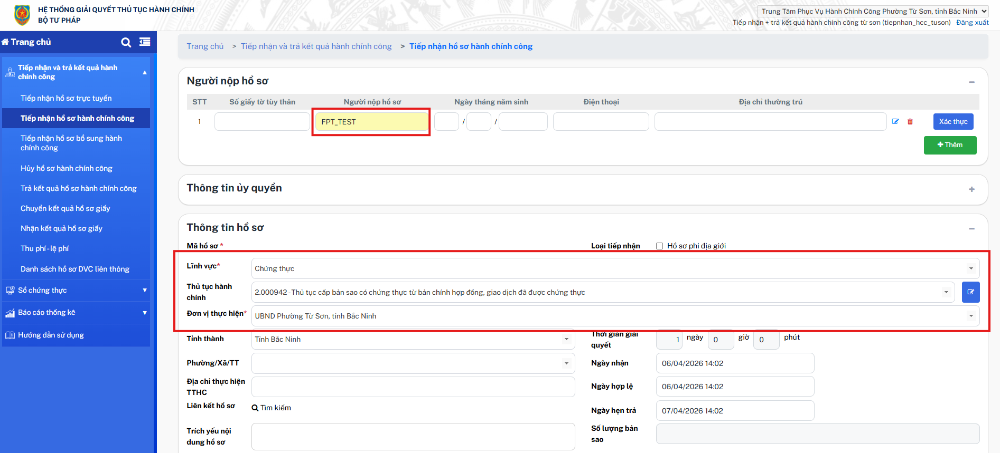 HỆ THỐNG GIẢI QUYẾT THỦ TỤC HÀNH CHÍNH
BỘ TƯ PHÁP
Trung Tâm Phục Vụ Hành Chính Công Phường Từ Sơn, tỉnh Bắc Ninh
Tiếp nhận + trả kết quả hành chính công từ sơn (tiepnhan_hcc_tuson) Đăng xuất
Trang chủ
Tiếp nhận và trả kết quả hành chính công
Tiếp nhận hồ sơ trực tuyến
Tiếp nhận hồ sơ hành chính công
Tiếp nhận hồ sơ bổ sung hành chính công
Hủy hồ sơ hành chính công
Trả kết quả hồ sơ hành chính công
Chuyển kết quả hồ sơ giấy
Nhận kết quả hồ sơ giấy
Thu phí - lệ phí
Danh sách hồ sơ DVC liên thông
Sổ chứng thực
Báo cáo thống kê
Hướng dẫn sử dụng
Trang chủ > Tiếp nhận và trả kết quả hành chính công > Tiếp nhận hồ sơ hành chính công
Người nộp hồ sơ
STT Số giấy tờ tùy thân Người nộp hồ sơ Ngày tháng năm sinh Điện thoại Địa chỉ thường trú
1 FPT_TEST / / Xác thực
+ Thêm
Thông tin ủy quyền
Thông tin hồ sơ
Mã hồ sơ * Loại tiếp nhận Hồ sơ phi địa giới
Lĩnh vực* Chứng thực
Thủ tục hành chính 2.000942 - Thủ tục cấp bản sao có chứng thực từ bản chính hợp đồng, giao dịch đã được chứng thực
Đơn vị thực hiện* UBND Phường Từ Sơn, tỉnh Bắc Ninh
Tỉnh thành Tỉnh Bắc Ninh Thời gian giải quyết 1 ngày 0 giờ 0 phút
Phường/Xã/TT Ngày nhận 06/04/2026 14:02
Địa chỉ thực hiện TTHC Ngày hợp lệ 06/04/2026 14:02
Liên kết hồ sơ Tìm kiếm Ngày hẹn trả 07/04/2026 14:02
Trích yếu nội dung hồ sơ Số lượng bản sao